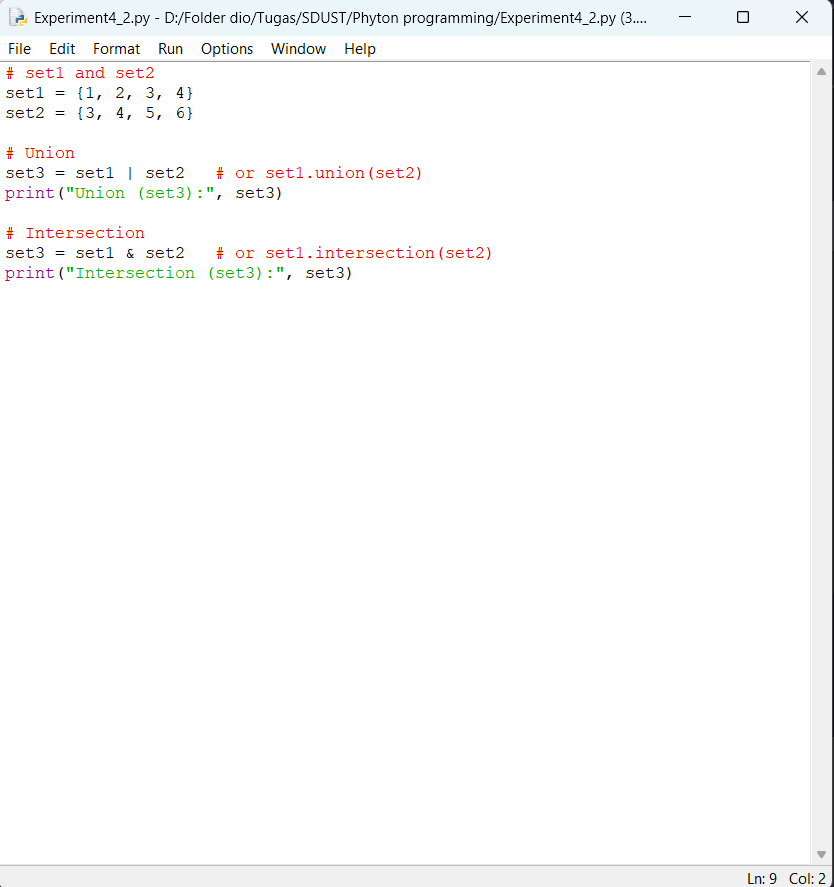 Experiment4_2.py - D:/Folder dio/Tugas/SDUST/Phyton programming/Experiment4_2.py (3....
File Edit Format Run Options Window Help
# set1 and set2
set1 = {1, 2, 3, 4}
set2 = {3, 4, 5, 6}

# Union
set3 = set1 | set2   # or set1.union(set2)
print("Union (set3):", set3)

# Intersection
set3 = set1 & set2   # or set1.intersection(set2)
print("Intersection (set3):", set3)
Ln: 9 Col: 2